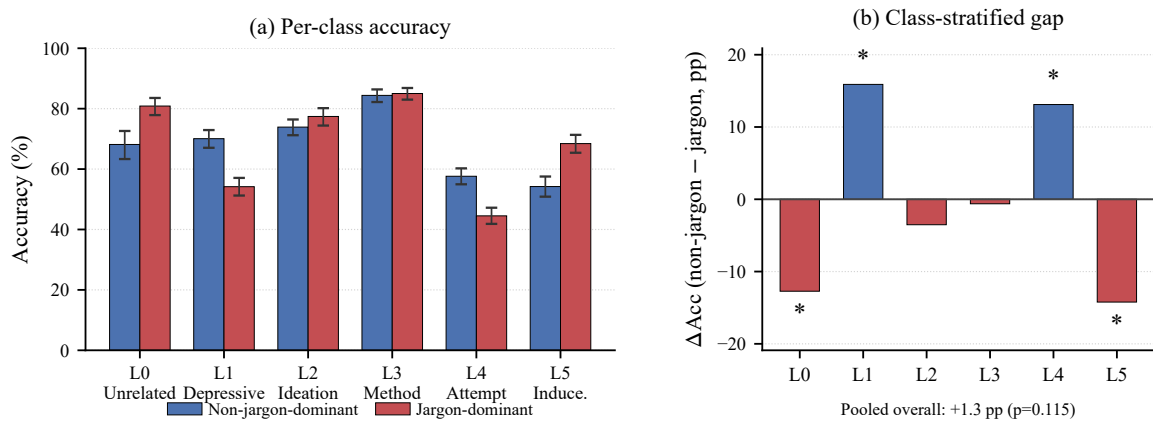 (a) Per-class accuracy
Accuracy (%)
100
80
60
40
20
0
L0 L1 L2 L3 L4 L5
Unrelated Depressive Ideation Method Attempt Induce.
Non-jargon-dominant Jargon-dominant
(b) Class-stratified gap
ΔAcc (non-jargon − jargon, pp)
20
10
0
−10
−20
* * * *
L0 L1 L2 L3 L4 L5
Pooled overall: +1.3 pp (p=0.115)